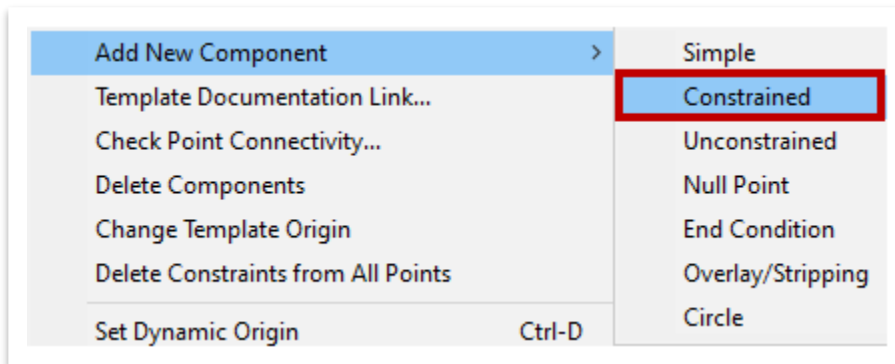 Add New Component >
Template Documentation Link...
Check Point Connectivity...
Delete Components
Change Template Origin
Delete Constraints from All Points
Set Dynamic Origin Ctrl-D
Simple
Constrained
Unconstrained
Null Point
End Condition
Overlay/Stripping
Circle